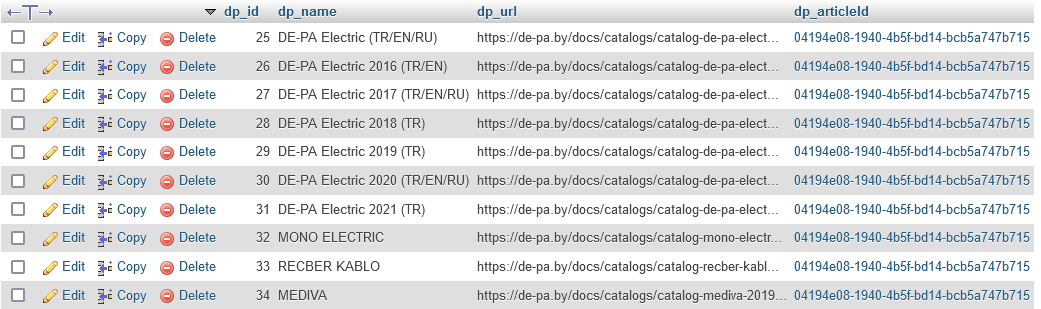 dp_id dp_name dp_url dp_articleId
Edit Copy Delete 25 DE-PA Electric (TR/EN/RU) https://de-pa.by/docs/catalogs/catalog-de-pa-elect... 04194e08-1940-4b5f-bd14-bcb5a747b715
Edit Copy Delete 26 DE-PA Electric 2016 (TR/EN) https://de-pa.by/docs/catalogs/catalog-de-pa-elect... 04194e08-1940-4b5f-bd14-bcb5a747b715
Edit Copy Delete 27 DE-PA Electric 2017 (TR/EN/RU) https://de-pa.by/docs/catalogs/catalog-de-pa-elect... 04194e08-1940-4b5f-bd14-bcb5a747b715
Edit Copy Delete 28 DE-PA Electric 2018 (TR) https://de-pa.by/docs/catalogs/catalog-de-pa-elect... 04194e08-1940-4b5f-bd14-bcb5a747b715
Edit Copy Delete 29 DE-PA Electric 2019 (TR) https://de-pa.by/docs/catalogs/catalog-de-pa-elect... 04194e08-1940-4b5f-bd14-bcb5a747b715
Edit Copy Delete 30 DE-PA Electric 2020 (TR/EN/RU) https://de-pa.by/docs/catalogs/catalog-de-pa-elect... 04194e08-1940-4b5f-bd14-bcb5a747b715
Edit Copy Delete 31 DE-PA Electric 2021 (TR) https://de-pa.by/docs/catalogs/catalog-de-pa-elect... 04194e08-1940-4b5f-bd14-bcb5a747b715
Edit Copy Delete 32 MONO ELECTRIC https://de-pa.by/docs/catalogs/catalog-mono-electr... 04194e08-1940-4b5f-bd14-bcb5a747b715
Edit Copy Delete 33 RECBER KABLO https://de-pa.by/docs/catalogs/catalog-recber-kabl... 04194e08-1940-4b5f-bd14-bcb5a747b715
Edit Copy Delete 34 MEDIVA https://de-pa.by/docs/catalogs/catalog-mediva-2019... 04194e08-1940-4b5f-bd14-bcb5a747b715